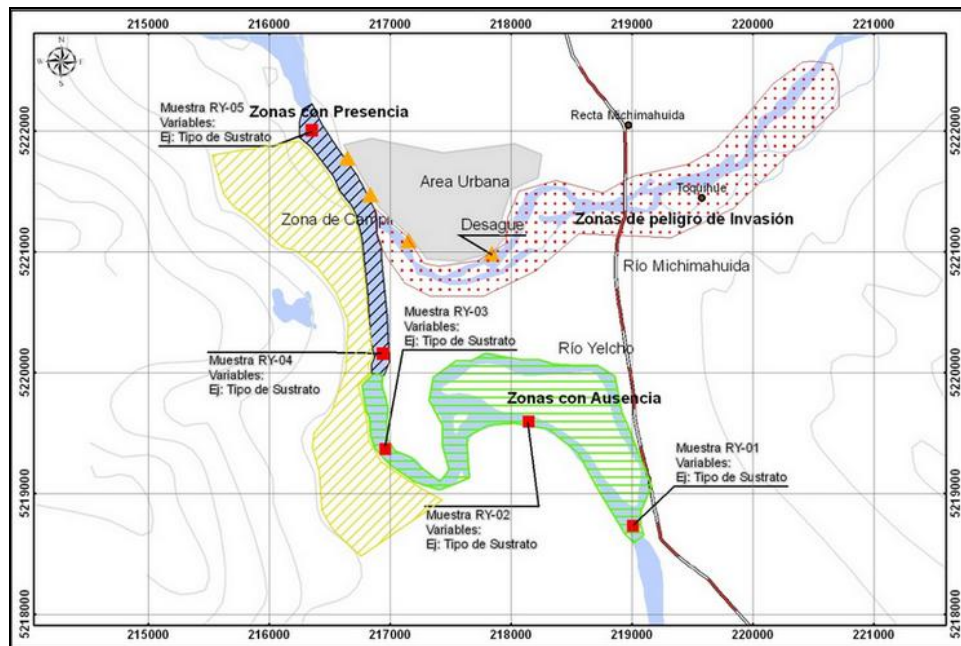 215000 216000 217000 218000 219000 220000 221000
N
W E
S
5222000 5222000
5221000 5221000
5220000 5220000
5219000 5219000
5218000 5218000
Muestra RY-05
Variables:
Ej: Tipo de Sustrato
Zonas con Presencia
Recta Michimahuida
Area Urbana
Toquihue
Zona de Campi
Desague
Zonas de peligro de Invasión
Río Michimahuida
Muestra RY-03
Variables:
Ej: Tipo de Sustrato
Muestra RY-04
Variables:
Ej: Tipo de Sustrato
Río Yelcho
Zonas con Ausencia
Muestra RY-01
Variables:
Ej: Tipo de Sustrato
Muestra RY-02
Variables:
Ej: Tipo de Sustrato
215000 216000 217000 218000 219000 220000 221000